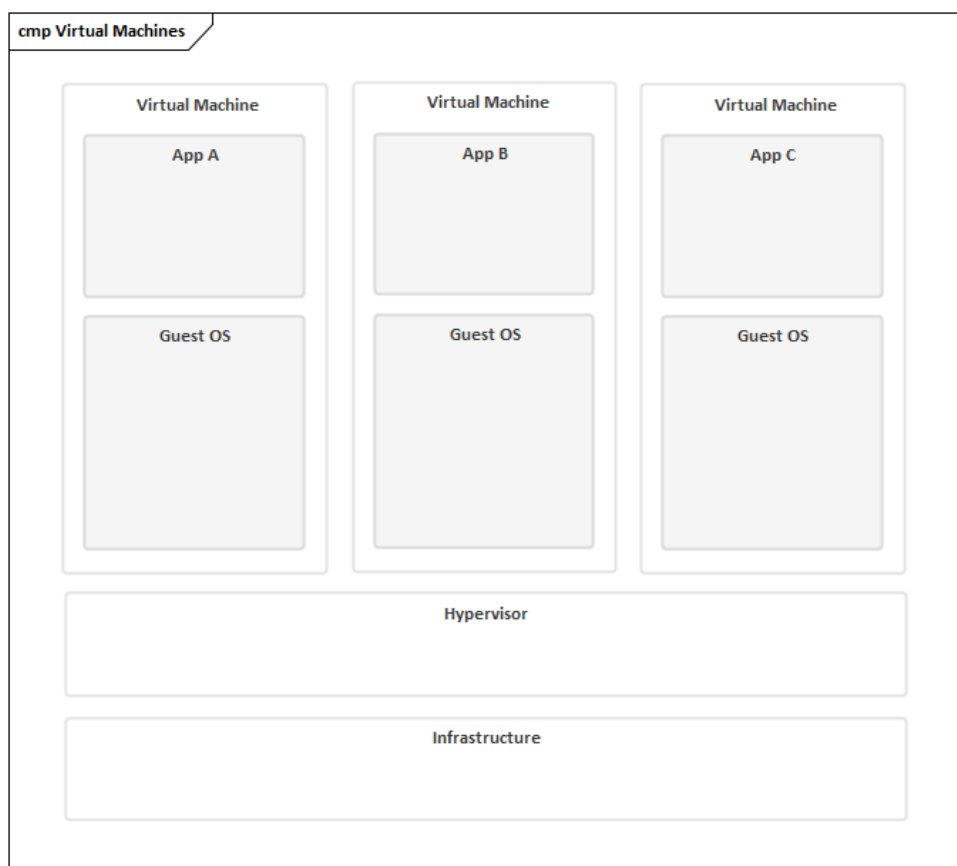 cmp Virtual Machines
Virtual Machine
Virtual Machine
Virtual Machine
App A
App B
App C
Guest OS
Guest OS
Guest OS
Hypervisor
Infrastructure